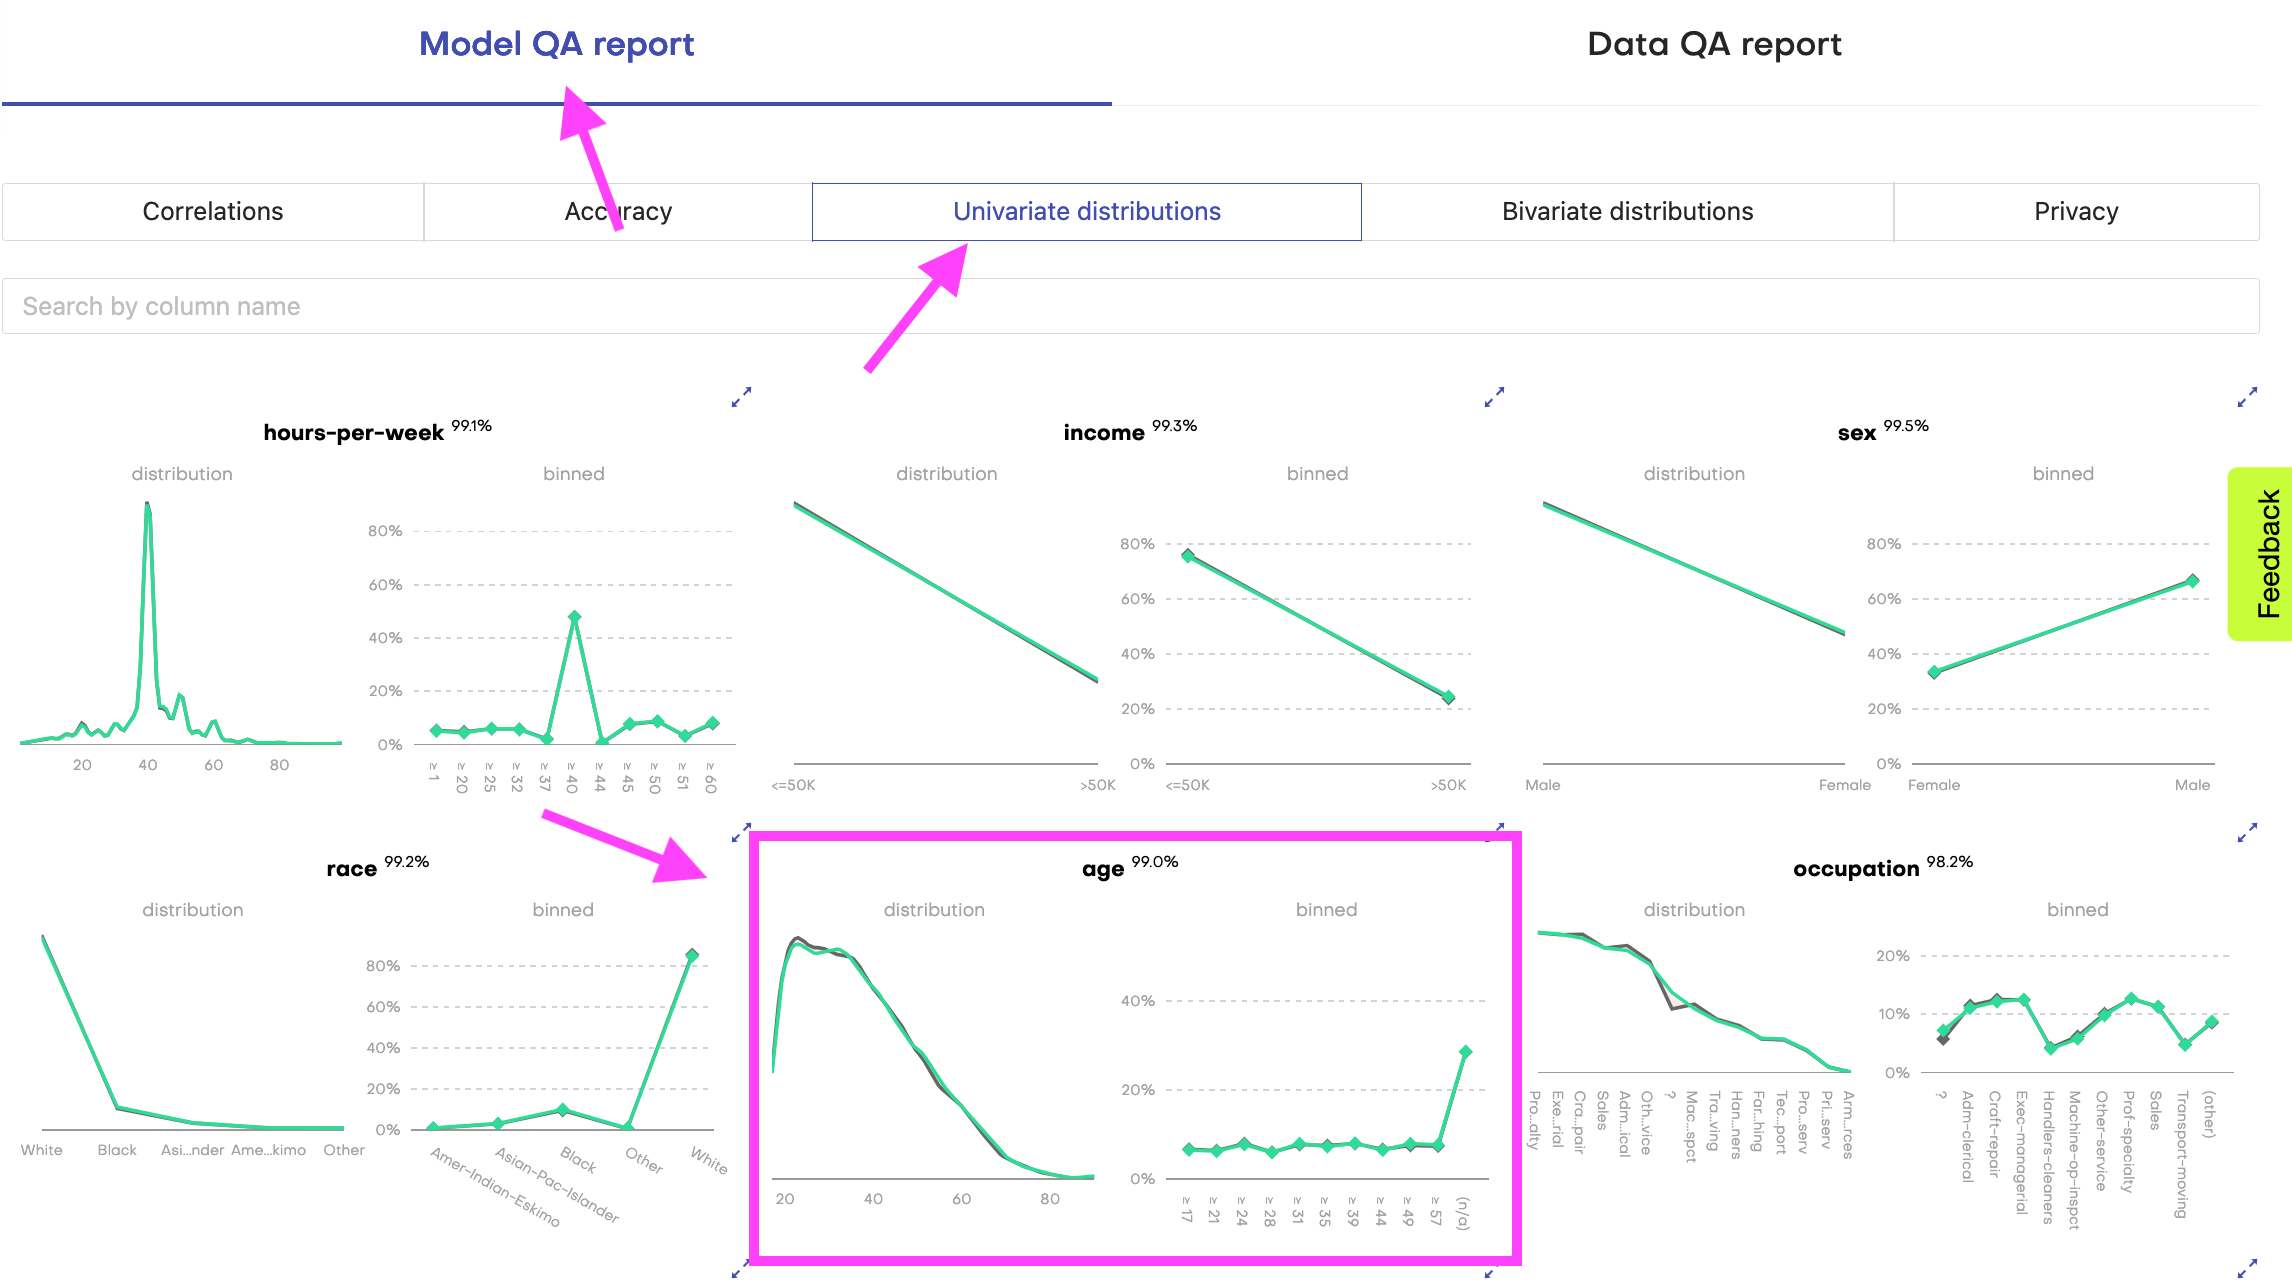 Model QA report
Data QA report
Correlations
Accuracy
Univariate distributions
Bivariate distributions
Privacy
Search by column name
hours-per-week 99.1%
distribution
binned
80%
60%
40%
20%
0%
20 40 60 80
≥ 1 ≥ 20 ≥ 25 ≥ 32 ≥ 37 ≥ 40 ≥ 44 ≥ 45 ≥ 50 ≥ 51 ≥ 60
income 99.3%
distribution
binned
80%
60%
40%
20%
0%
<=50K >50K
<=50K >50K
sex 99.5%
distribution
binned
80%
60%
40%
20%
0%
Male Female
Female Male
Feedback
race 99.2%
distribution
binned
80%
60%
40%
20%
0%
White Black Asi...nder Ame...kimo Other
Amer-Indian-Eskimo Asian-Pac-Islander Black Other White
age 99.0%
distribution
binned
40%
20%
0%
20 40 60 80
≥ 17 ≥ 21 ≥ 24 ≥ 28 ≥ 31 ≥ 35 ≥ 39 ≥ 44 ≥ 49 ≥ 57 (n/a)
occupation 98.2%
distribution
binned
20%
10%
0%
Pro...alty Exe...rial Cra...pair Sales Adm...ical Oth...vice ? Mac...spct Tra...ving Han...ners Far...hing Tec...port Pro...serv Pri...serv Arm...rces
? Adm-clerical Craft-repair Exec-managerial Handlers-cleaners Machine-op-inspct Other-service Prof-specialty Sales Transport-moving (other)